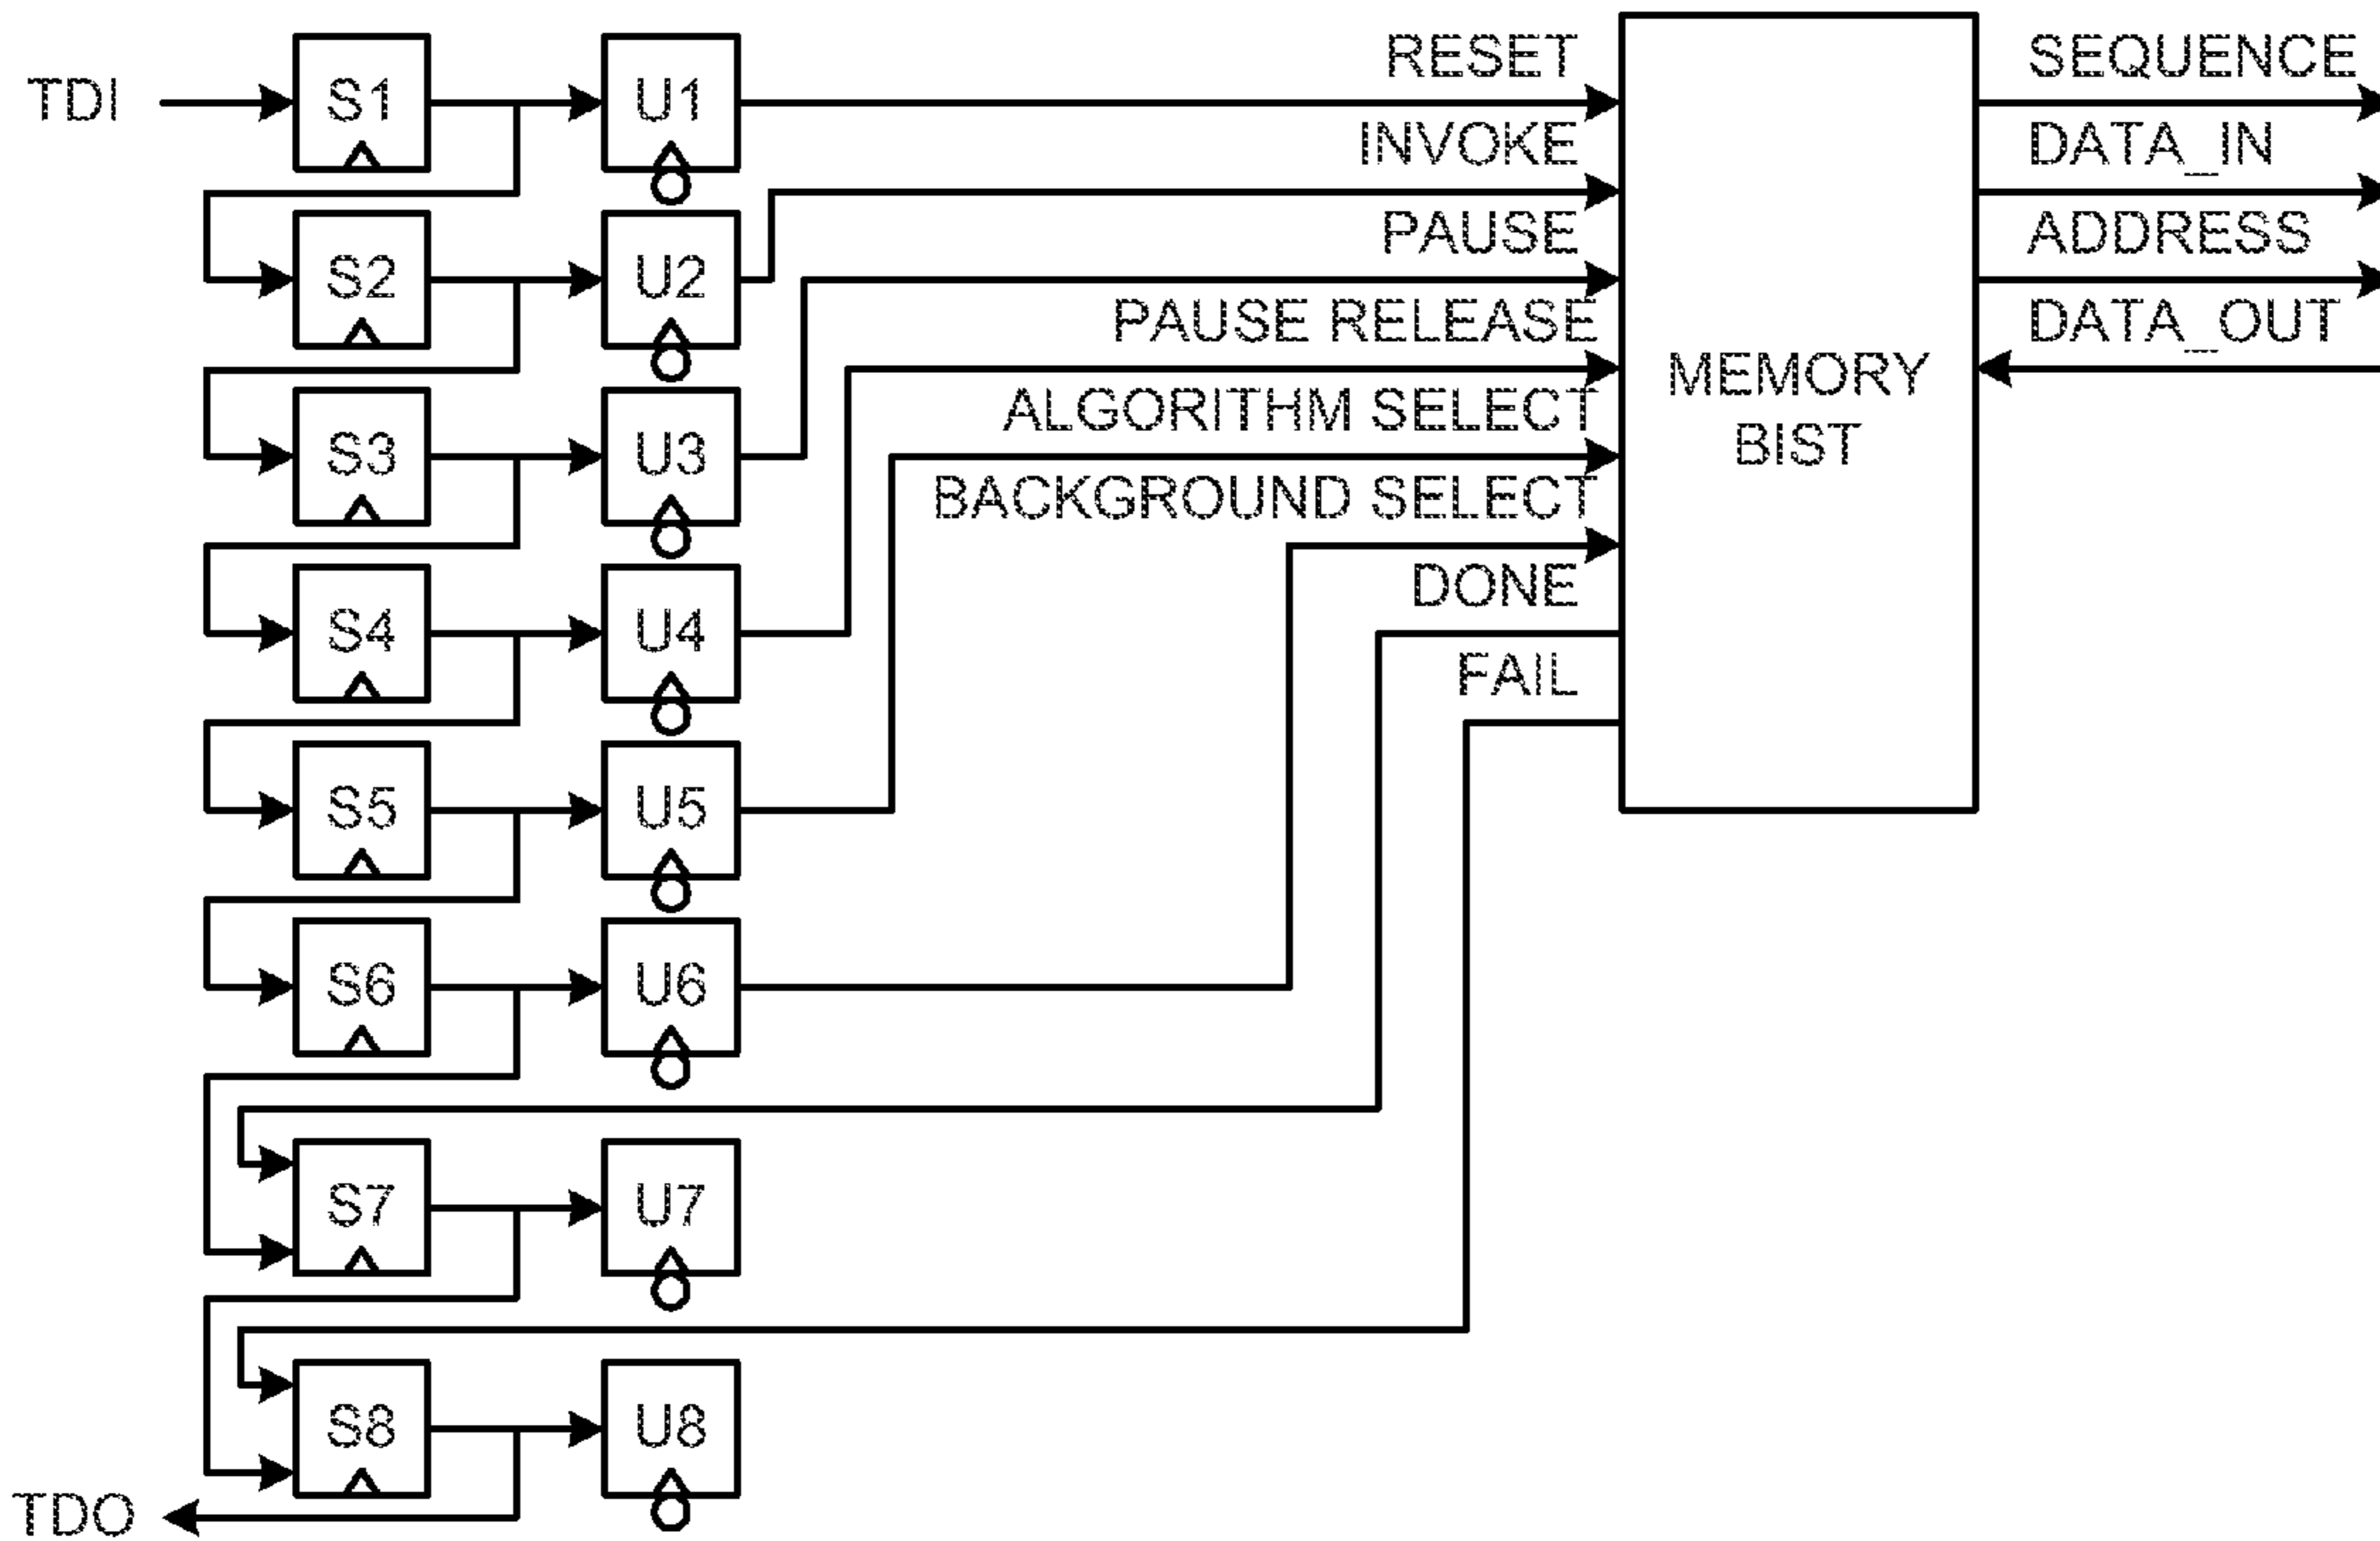 TDI
S1
U1
RESET
SEQUENCE
INVOKE
DATA_IN
S2
U2
PAUSE
ADDRESS
PAUSE RELEASE
DATA_OUT
MEMORY
BIST
S3
U3
ALGORITHM SELECT
BACKGROUND SELECT
S4
U4
DONE
FAIL
S5
U5
S6
U6
S7
U7
S8
U8
TDO